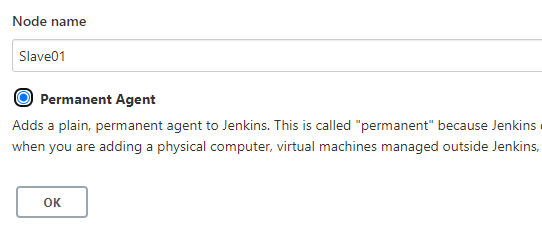 Node name
Slave01
Permanent Agent
Adds a plain, permanent agent to Jenkins. This is called "permanent" because Jenkins
when you are adding a physical computer, virtual machines managed outside Jenkins,
OK